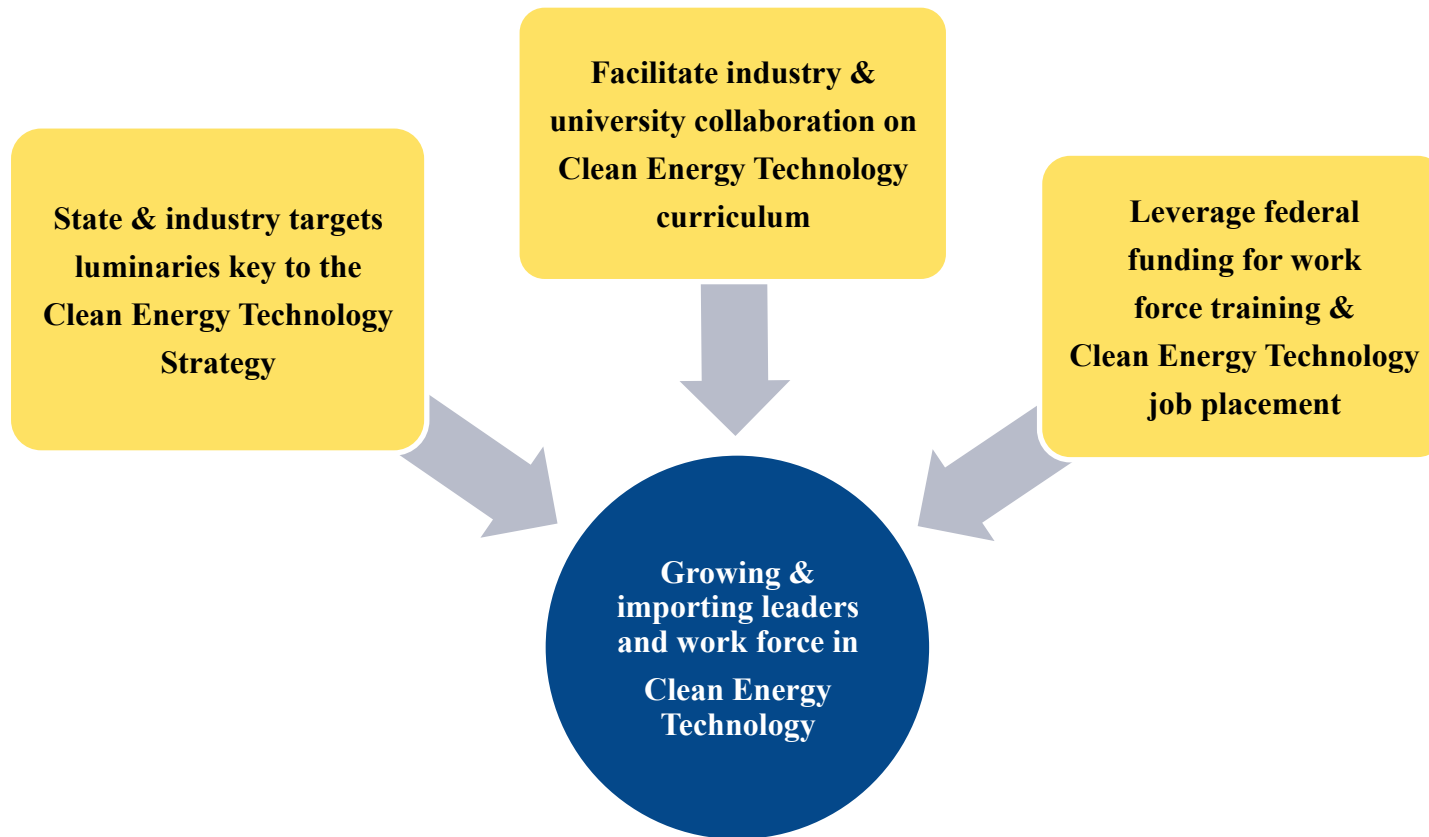 State & industry targets
luminaries key to the
Clean Energy Technology
Strategy
Facilitate industry &
university collaboration on
Clean Energy Technology
curriculum
Leverage federal
funding for work
force training &
Clean Energy Technology
job placement
Growing &
importing leaders
and work force in
Clean Energy
Technology